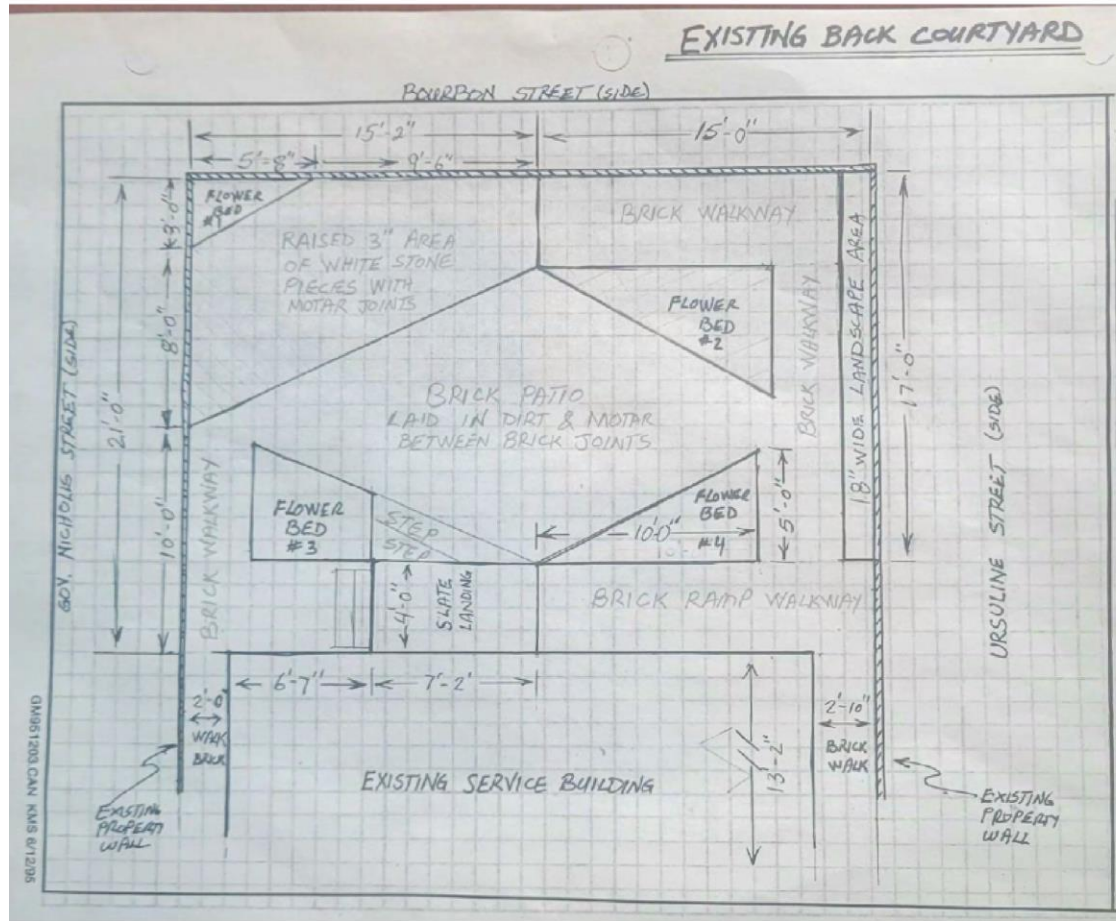 EXISTING BACK COURTYARD
BOURBON STREET (SIDE)
15'-2"
15'-0"
5'-8"
9'-6"
FLOWER
BED
#1
3'-0"
BRICK WALKWAY
RAISED 3" AREA
OF WHITE STONE
PIECES WITH
MOTAR JOINTS
FLOWER
BED
#2
BRICK WALKWAY
18" WIDE LANDSCAPE AREA
17'-0"
URSULINE STREET (SIDE)
GOV. NICHOLLS STREET (SIDE)
21'-0"
8'-0"
10'-0"
BRICK WALKWAY
BRICK PATIO
LAID IN DIRT & MOTAR
BETWEEN BRICK JOINTS
FLOWER
BED
#3
STEP
STEP
FLOWER
BED
#4
10'-0"
5'-0"
4'-0"
SLATE
LANDING
BRICK RAMP WALKWAY
6'-7"
7'-2'
2'-0"
WALK
BRICK
13'-2"
2'-10"
BRICK
WALK
EXISTING SERVICE BUILDING
EXISTING
PROPERTY
WALL
EXISTING
PROPERTY
WALL
GM961203.CAN KMS 6/12/96